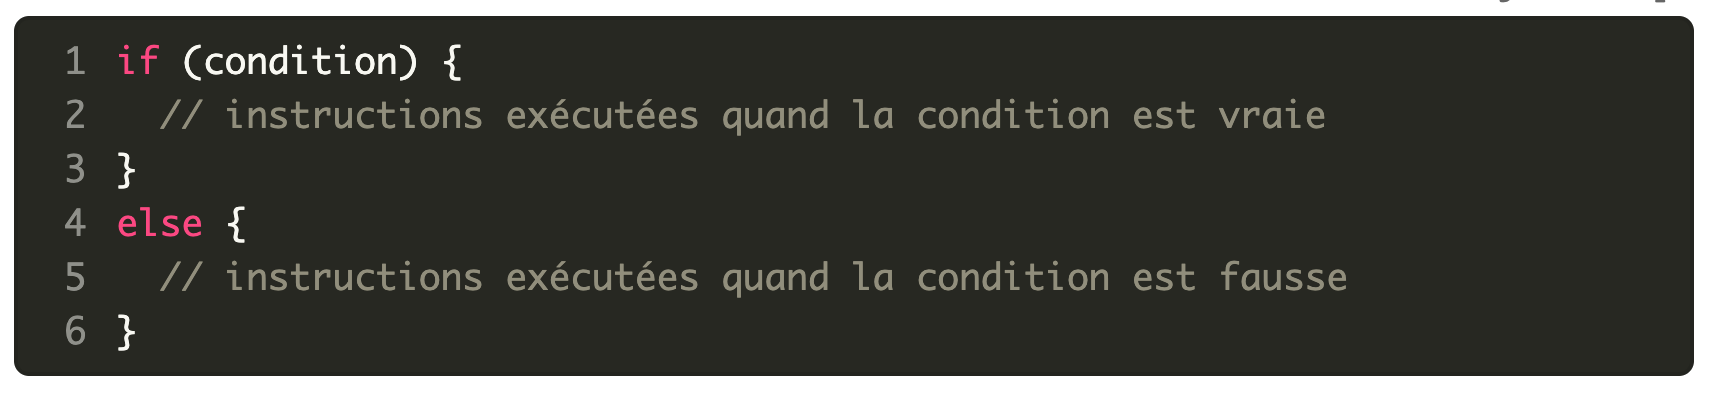 1 if (condition) {
2   // instructions exécutées quand la condition est vraie
3 }
4 else {
5   // instructions exécutées quand la condition est fausse
6 }